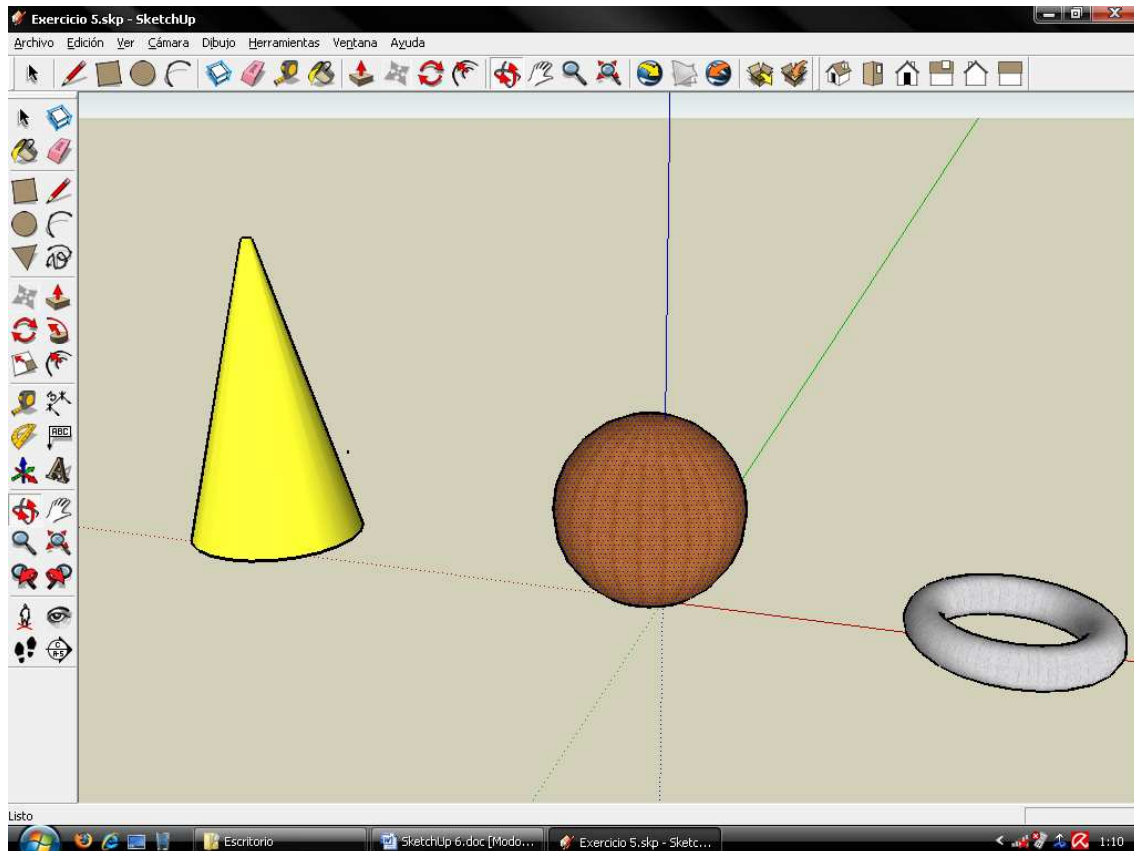 Exercicio 5.skp - SketchUp
Archivo Edición Ver Cámara Dibujo Herramientas Ventana Ayuda
ABC
Listo
Escritorio
SketchUp 6.doc [Modo...
Exercicio 5.skp - Sketc...
1:10